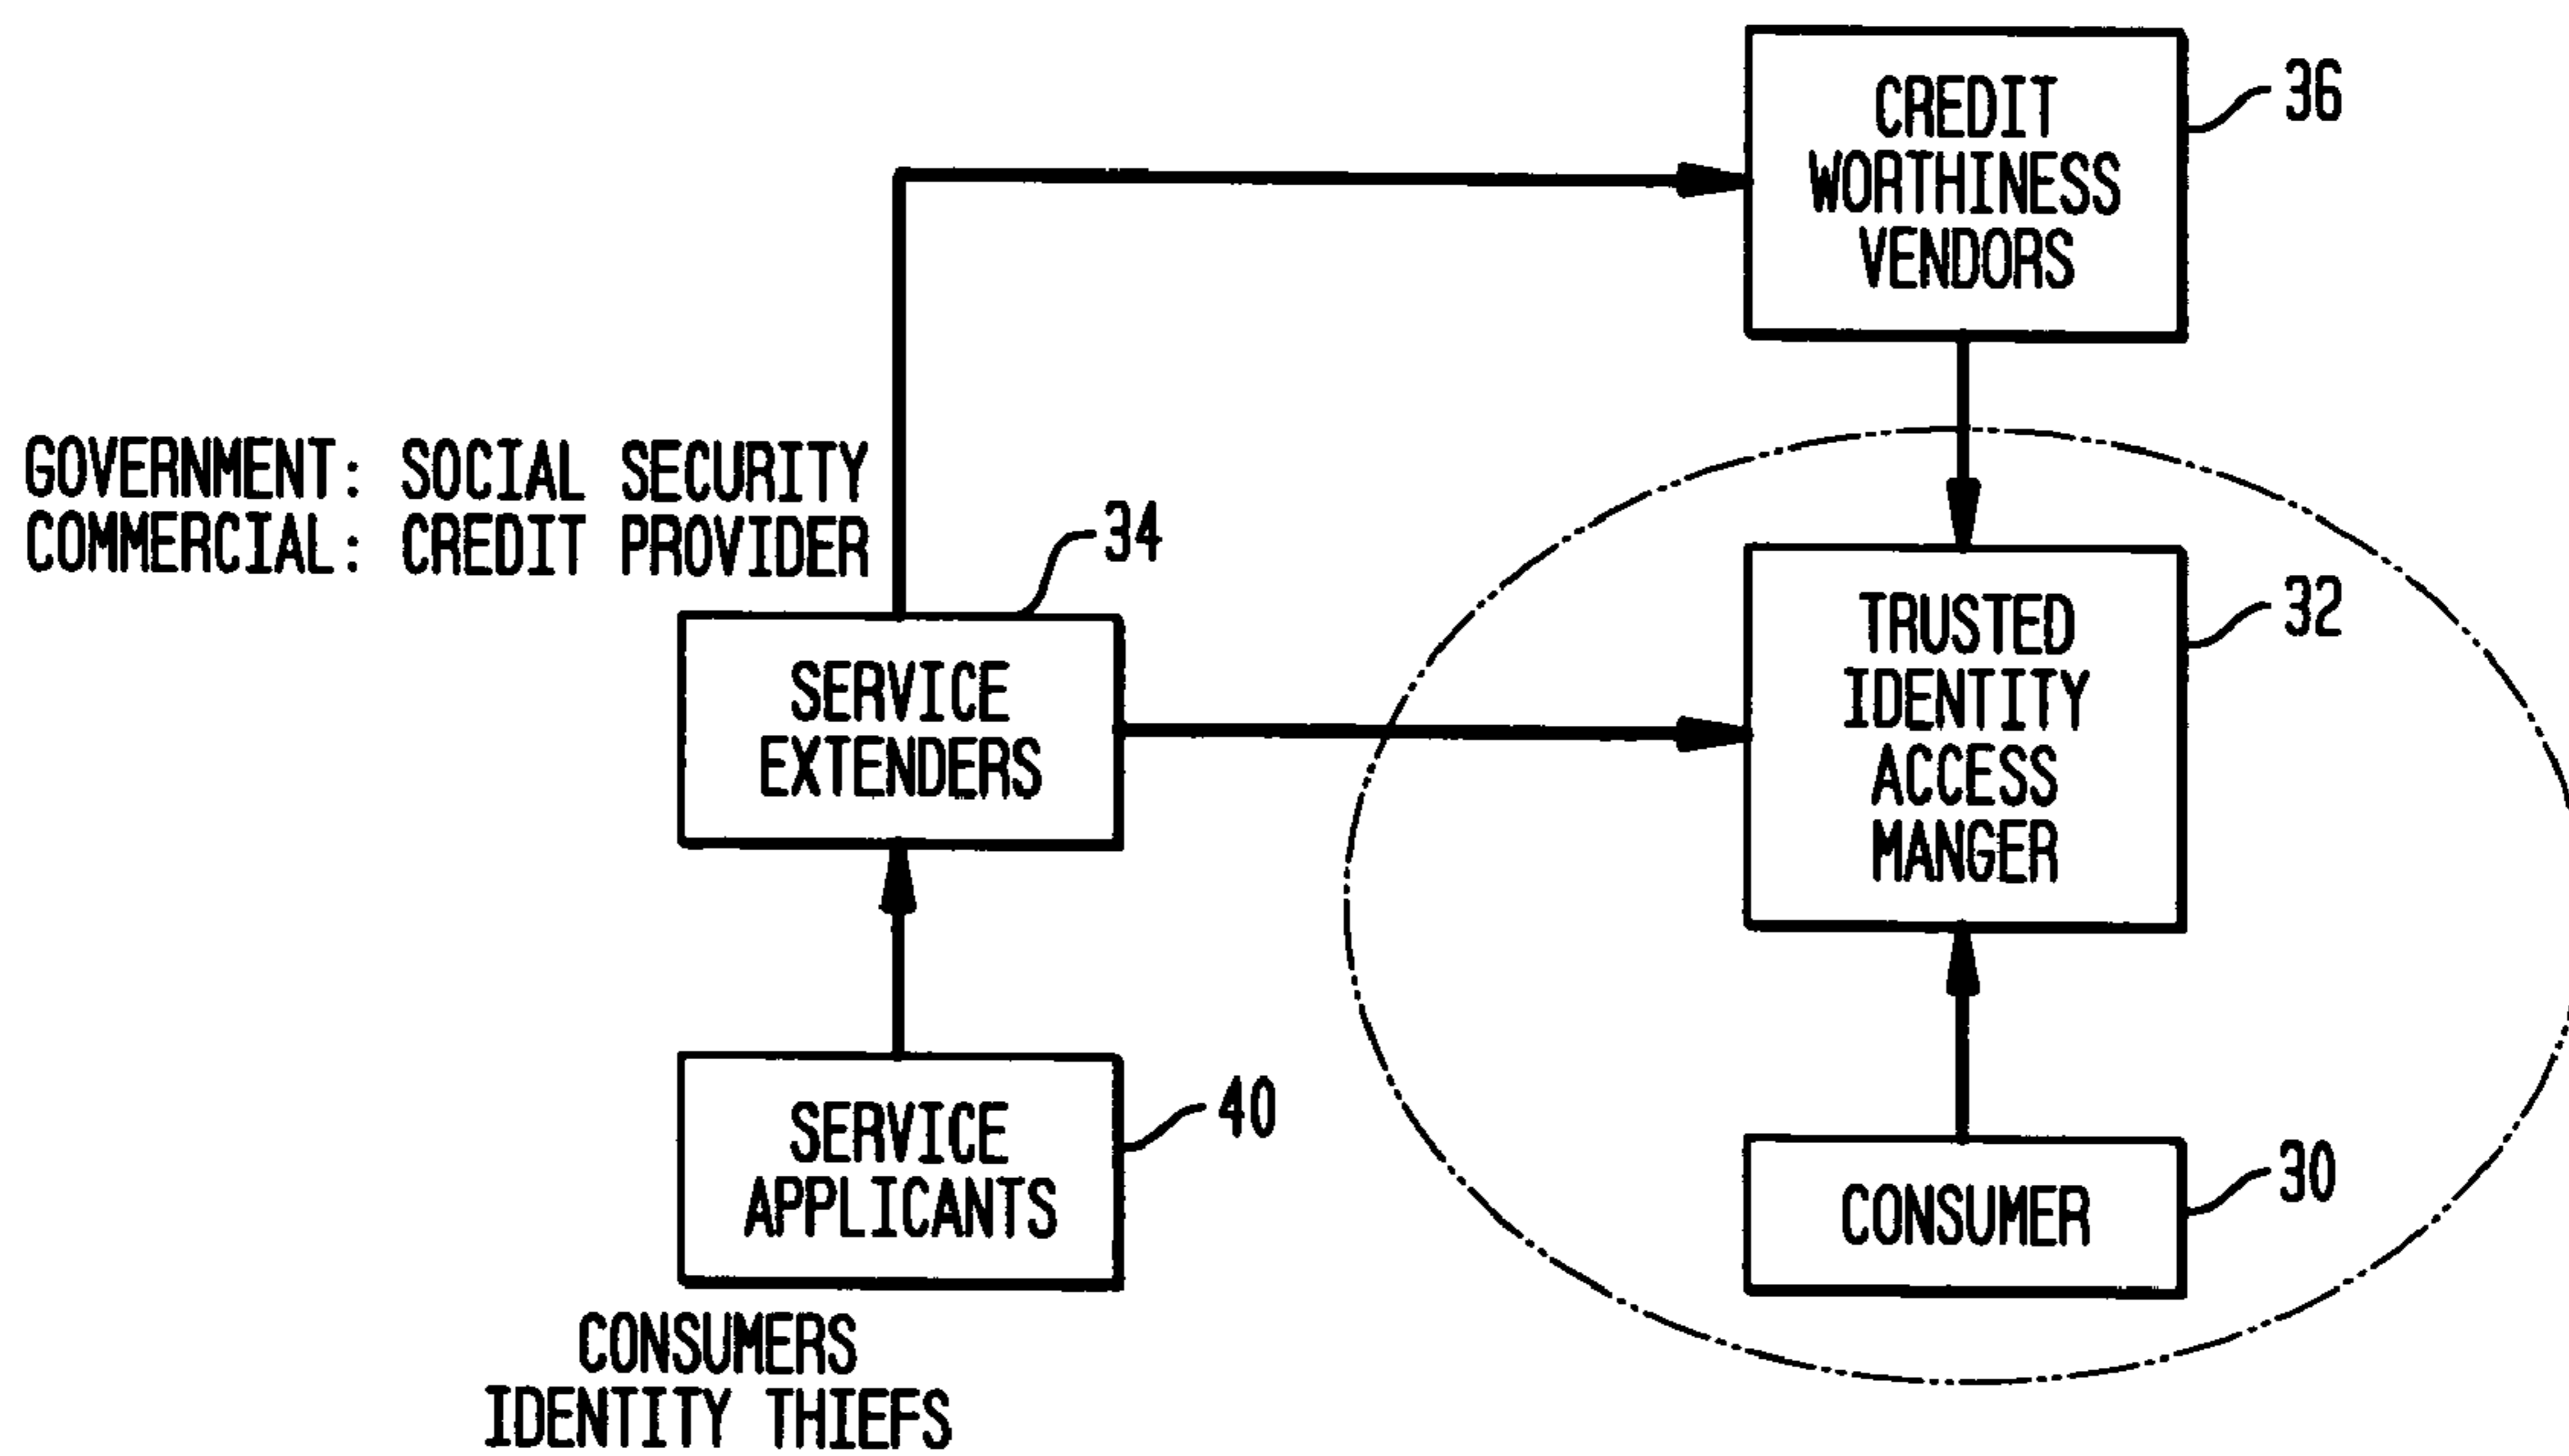 CREDIT
WORTHINESS
VENDORS
36
GOVERNMENT: SOCIAL SECURITY
COMMERCIAL: CREDIT PROVIDER
34
SERVICE
EXTENDERS
TRUSTED
IDENTITY
ACCESS
MANGER
32
SERVICE
APPLICANTS
40
CONSUMER
30
CONSUMERS
IDENTITY THIEFS